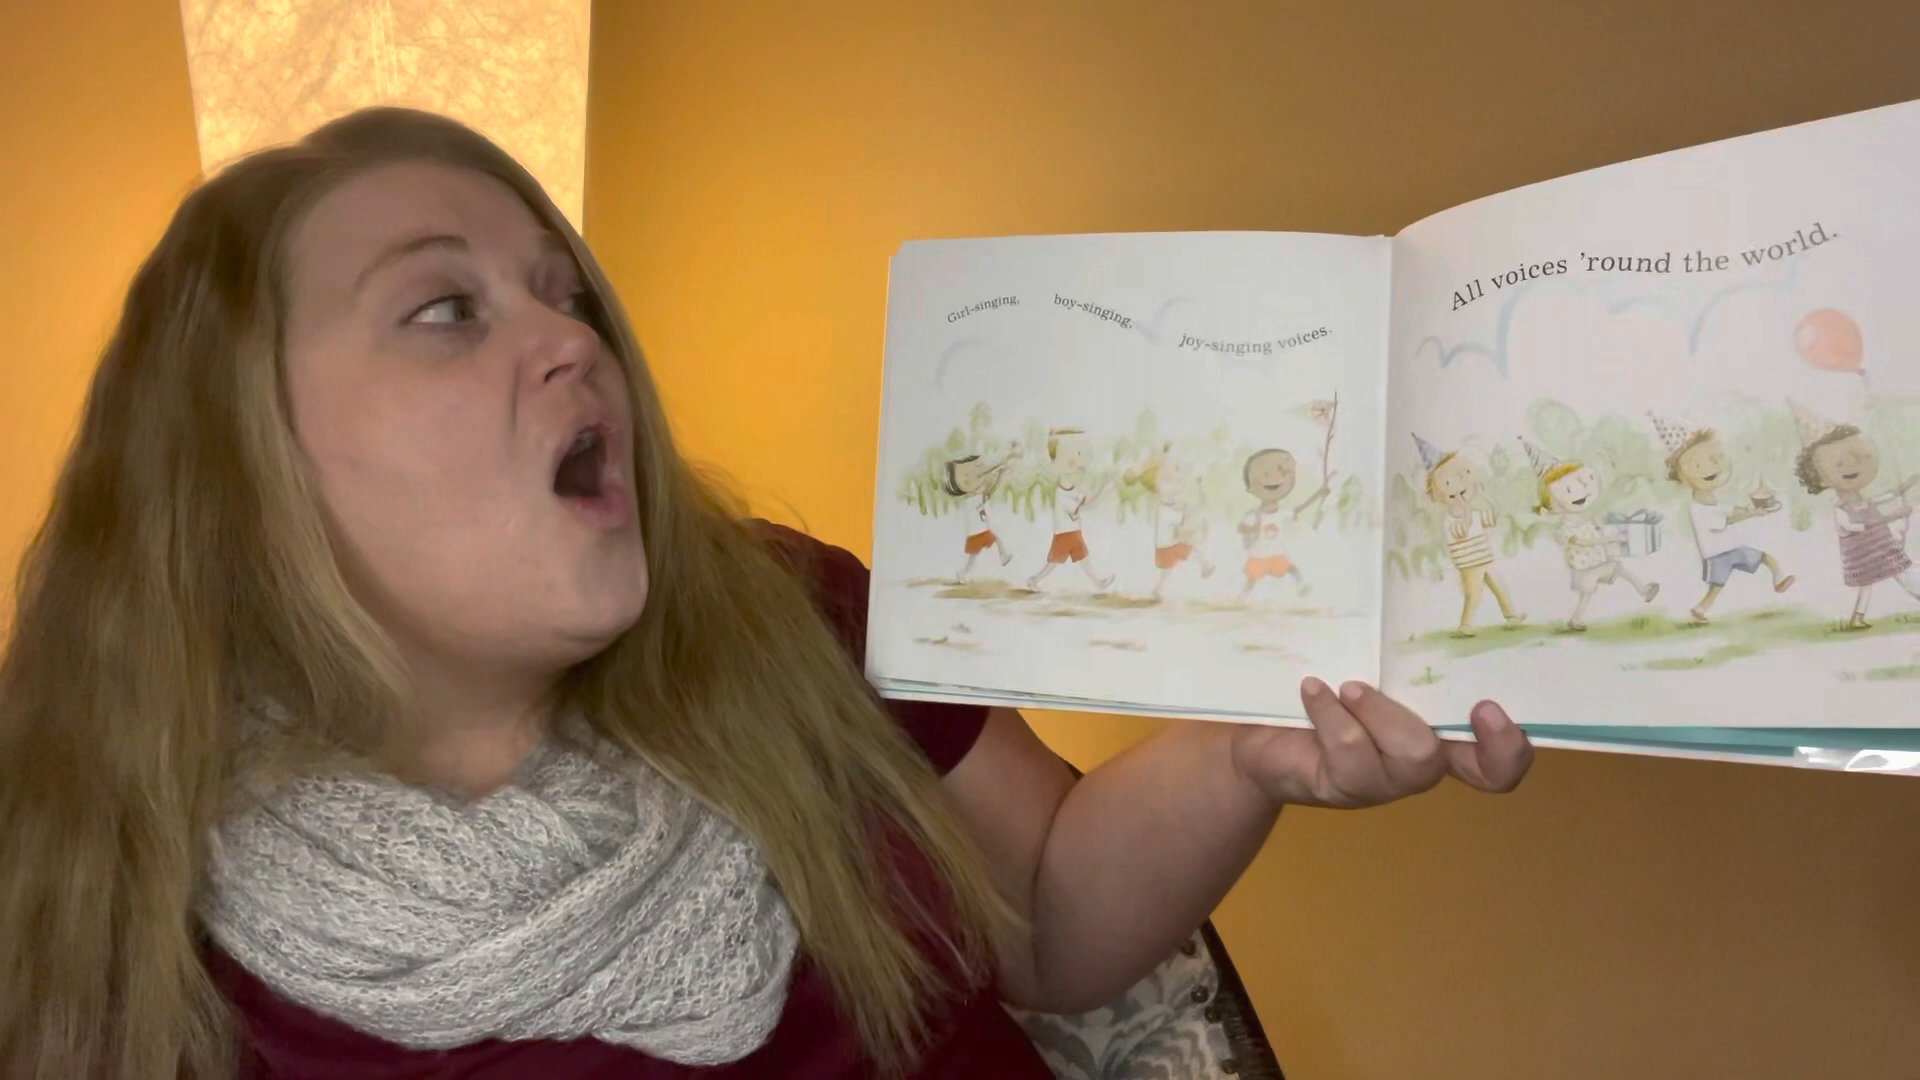 Girl-singing,
boy-singing,
joy-singing voices.
All voices ’round the world.